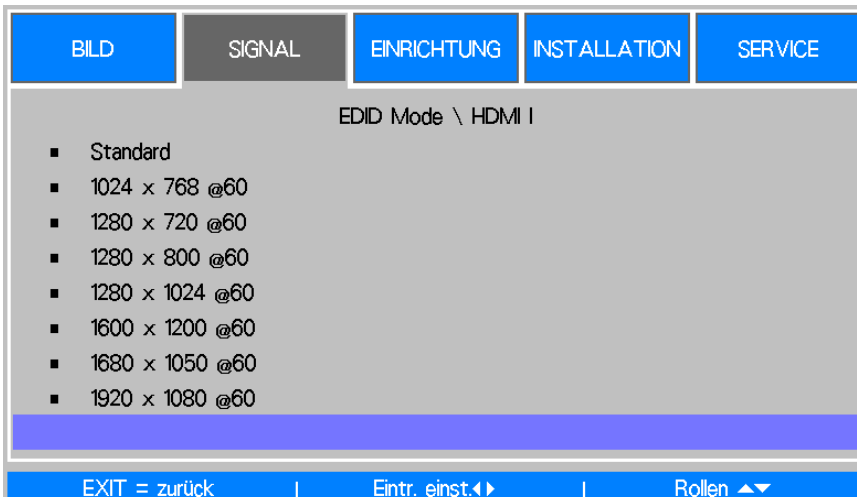 BILD SIGNAL EINRICHTUNG INSTALLATION SERVICE
EDID Mode \ HDMI I
▪ Standard
▪ 1024 x 768 @60
▪ 1280 x 720 @60
▪ 1280 x 800 @60
▪ 1280 x 1024 @60
▪ 1600 x 1200 @60
▪ 1680 x 1050 @60
▪ 1920 x 1080 @60
EXIT = zurück | Eintr. einst.◂▸ | Rollen ▲▼